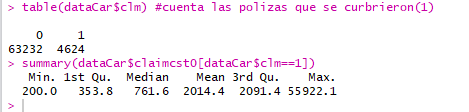 > table(dataCar$clm) #cuenta las polizas que se curbrieron(1)
0 1
63232 4624
> summary(dataCar$claimcst0[dataCar$clm==1])
Min. 1st Qu. Median Mean 3rd Qu. Max.
200.0 353.8 761.6 2014.4 2091.4 55922.1
>